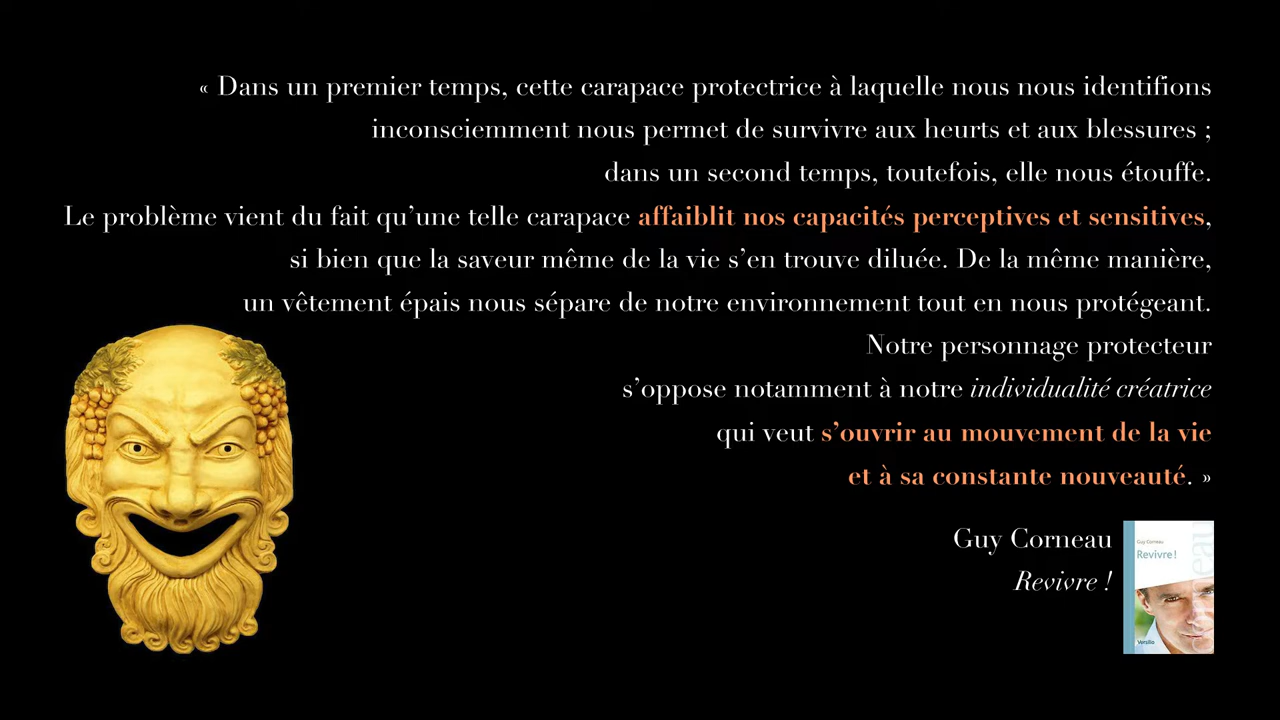 « Dans un premier temps, cette carapace protectrice à laquelle nous nous identifions
inconsciemment nous permet de survivre aux heurts et aux blessures ;
dans un second temps, toutefois, elle nous étouffe.
Le problème vient du fait qu’une telle carapace affaiblit nos capacités perceptives et sensitives,
si bien que la saveur même de la vie s’en trouve diluée. De la même manière,
un vêtement épais nous sépare de notre environnement tout en nous protégeant.
Notre personnage protecteur
s’oppose notamment à notre individualité créatrice
qui veut s’ouvrir au mouvement de la vie
et à sa constante nouveauté. »
Guy Corneau
Revivre !
Guy Corneau
Revivre !
Versilio